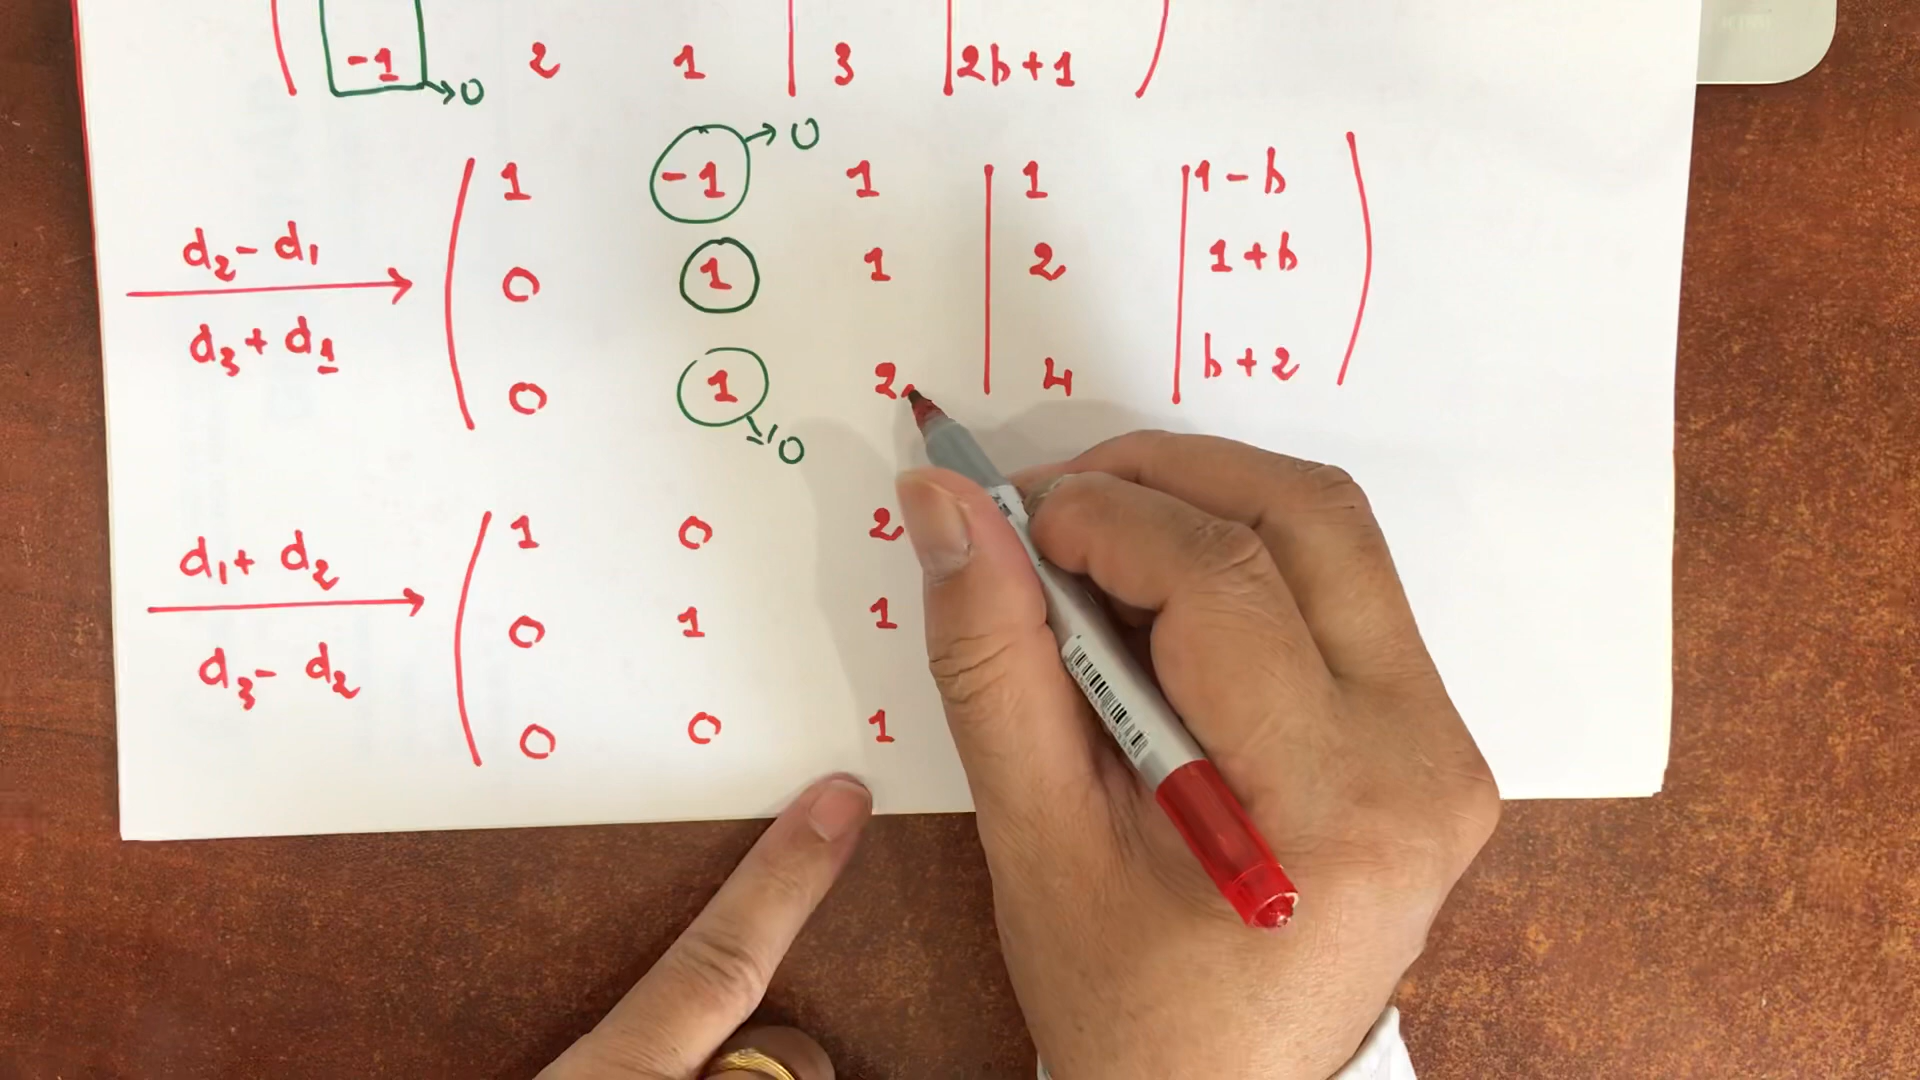 -1 2 1 | 3 | 2b+1
→0
→0
1 -1 1 | 1 | 1-b
d₂-d₁
0 1 1 | 2 | 1+b
d₃+d₁
0 1 2 | 4 | b+2
0
1 0 2
d₁+d₂
0 1 1
d₃-d₂
0 0 1